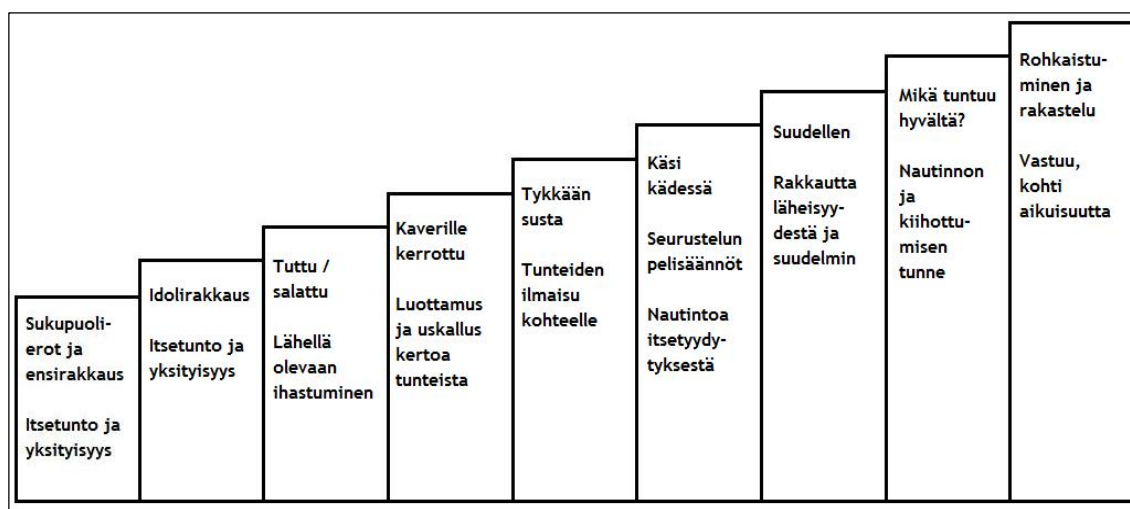 Sukupuoli-
erot ja
ensirakkaus
Itsetunto ja
yksityisyys
Idolirakkaus
Itsetunto ja
yksityisyys
Tuttu /
salattu
Lähellä
olevaan
ihastuminen
Kaverille
kerrottu
Luottamus
ja uskallus
kertoa
tunteista
Tykkään
susta
Tunteiden
ilmaisu
kohteelle
Käsi
kädessä
Seurustelun
pelisäännöt
Nautintoa
itsetyydy-
tyksestä
Suudellen
Rakkautta
läheisyy-
destä ja
suudelmin
Mikä tuntuu
hyvältä?
Nautinnon
ja
kiihottu-
misen
tunne
Rohkaistu-
minen ja
rakastelu
Vastuu,
kohti
aikuisuutta